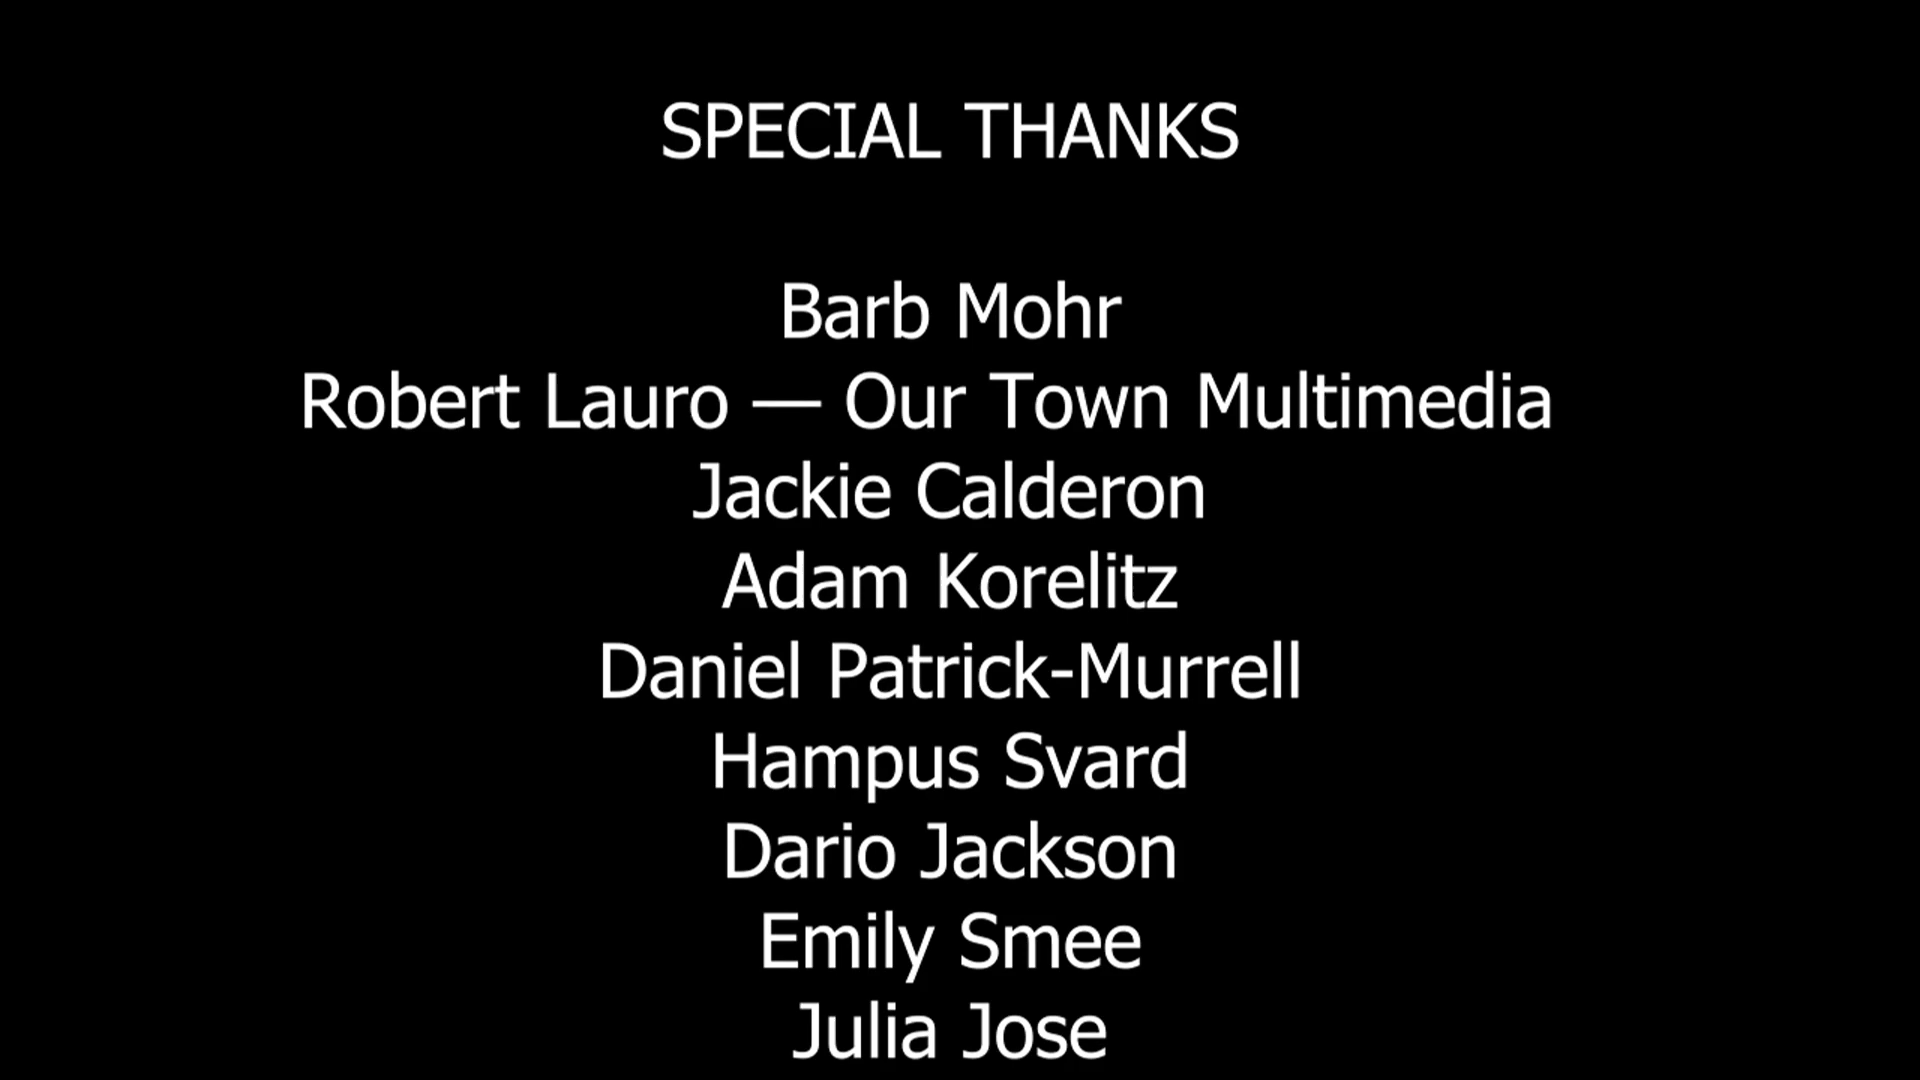 SPECIAL THANKS
Barb Mohr
Robert Lauro — Our Town Multimedia
Jackie Calderon
Adam Korelitz
Daniel Patrick-Murrell
Hampus Svard
Dario Jackson
Emily Smee
Julia Jose